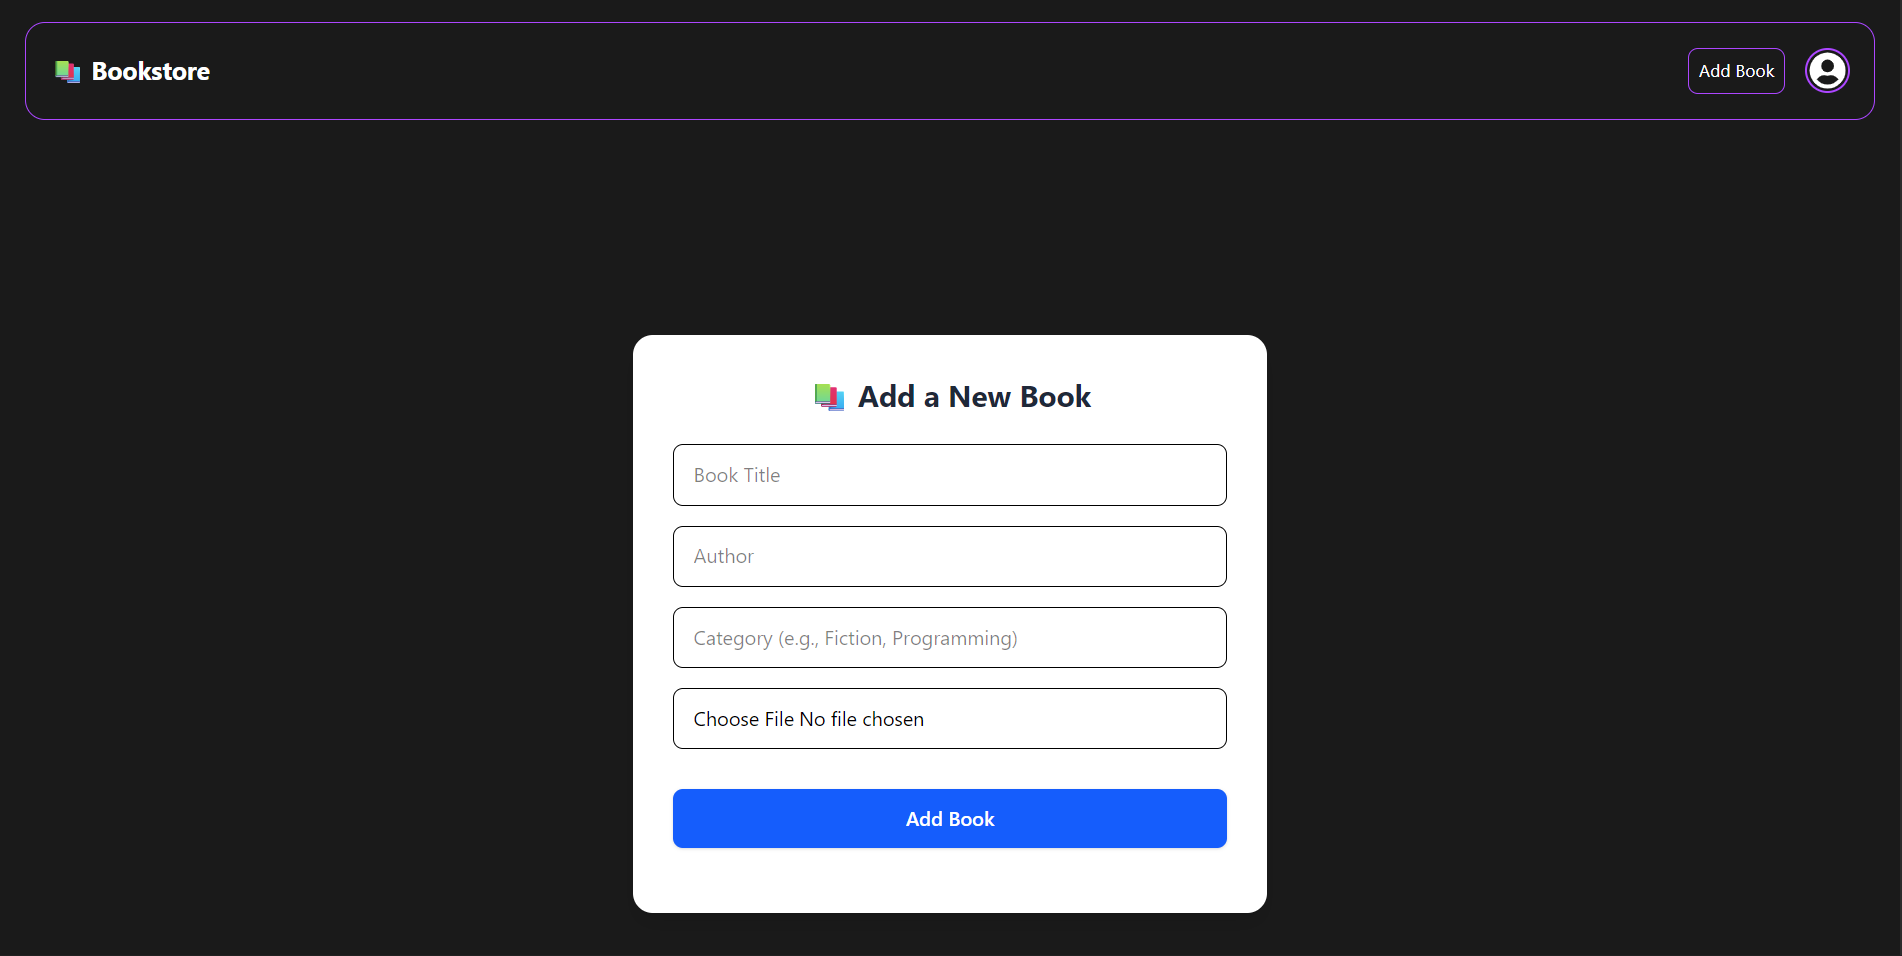 Bookstore
Add Book
Add a New Book
Book Title
Author
Category (e.g., Fiction, Programming)
Choose File No file chosen
Add Book